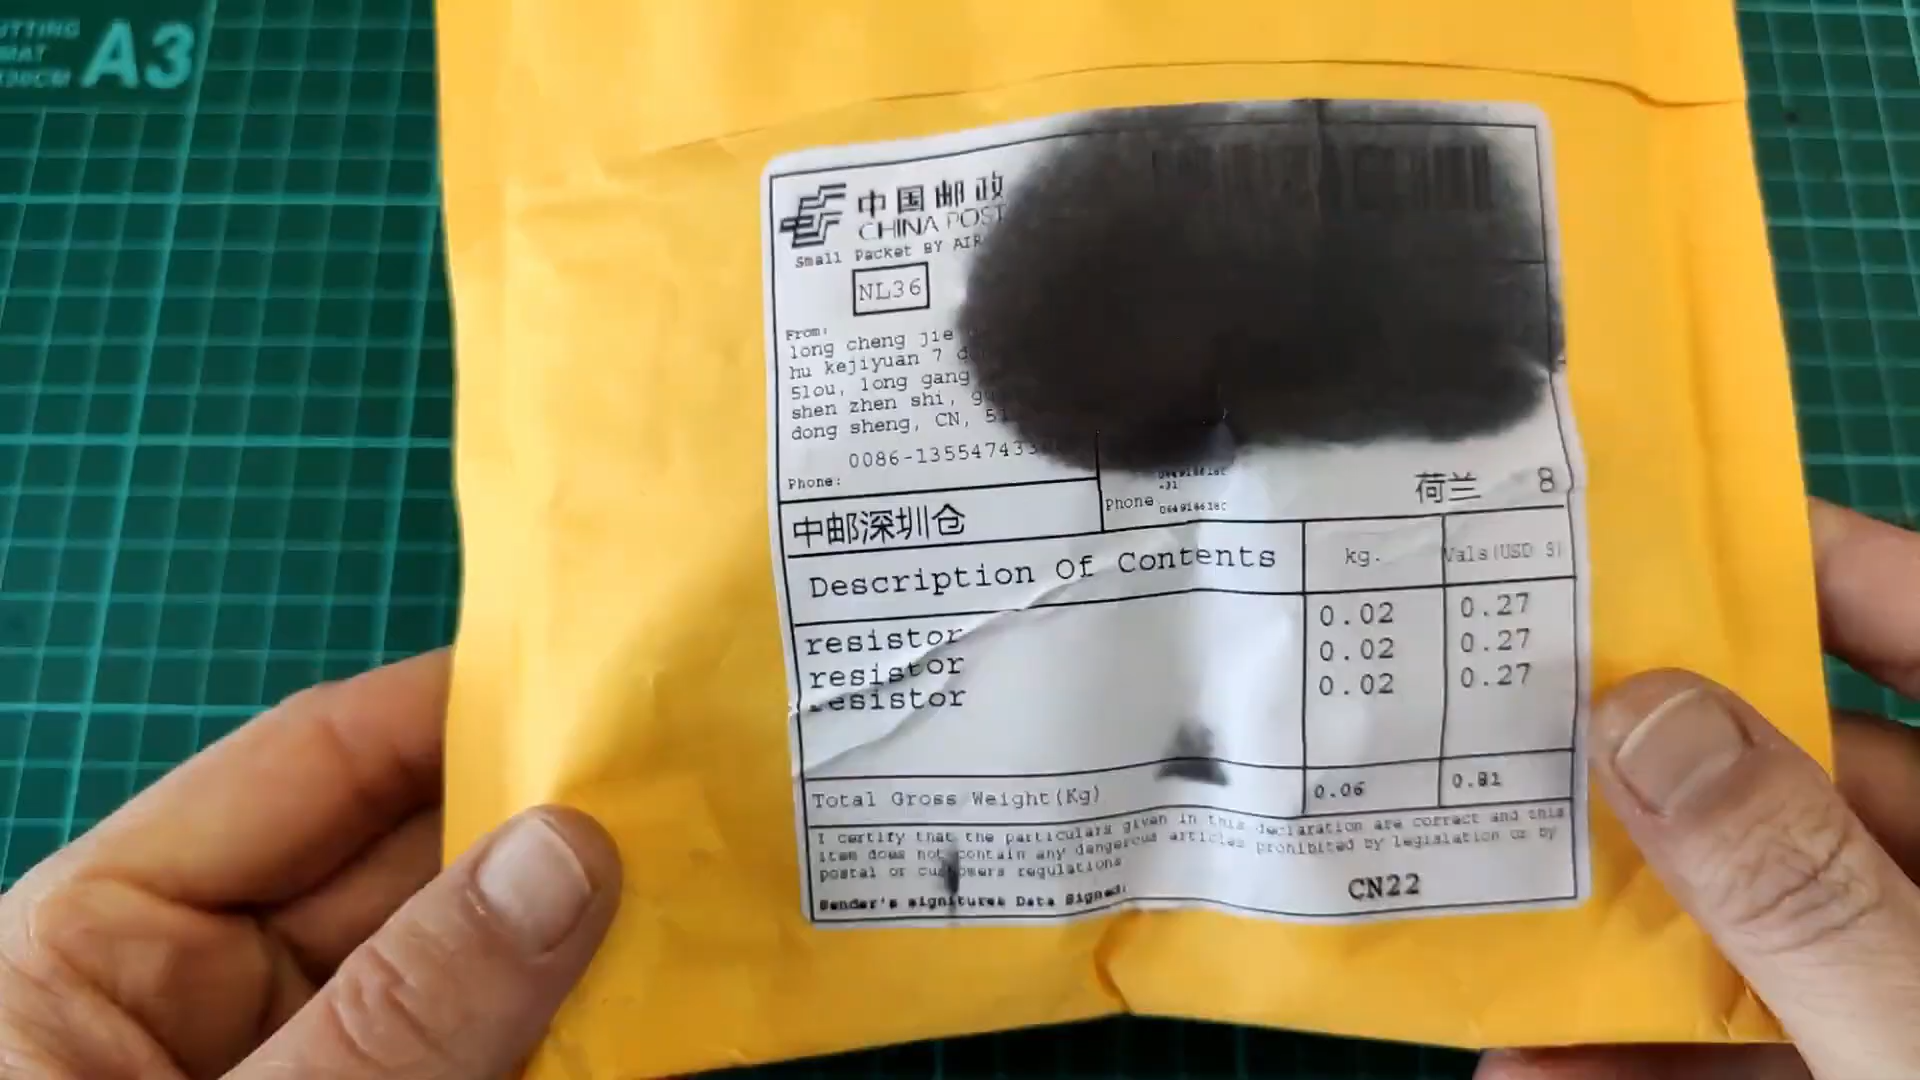 CUTTING
MAT
A3
中国邮政
CHINA POST
Small Packet BY AIR
NL36
From:
long cheng jie
hu kejiyuan 7
5lou, long gang
shen zhen shi,
dong sheng, CN,
0086-135547433
Phone:
中邮深圳仓
-31
Phone
荷兰 8
Description Of Contents kg. Vals(USD $)
resistor 0.02 0.27
resistor 0.02 0.27
resistor 0.02 0.27
Total Gross Weight(Kg) 0.06 0.81
I certify that the particulars given in this declaration are correct and this
item does not contain any dangerous articles prohibited by legislation or by
postal or customers regulations
Sender's signitures Data Signed:
CN22